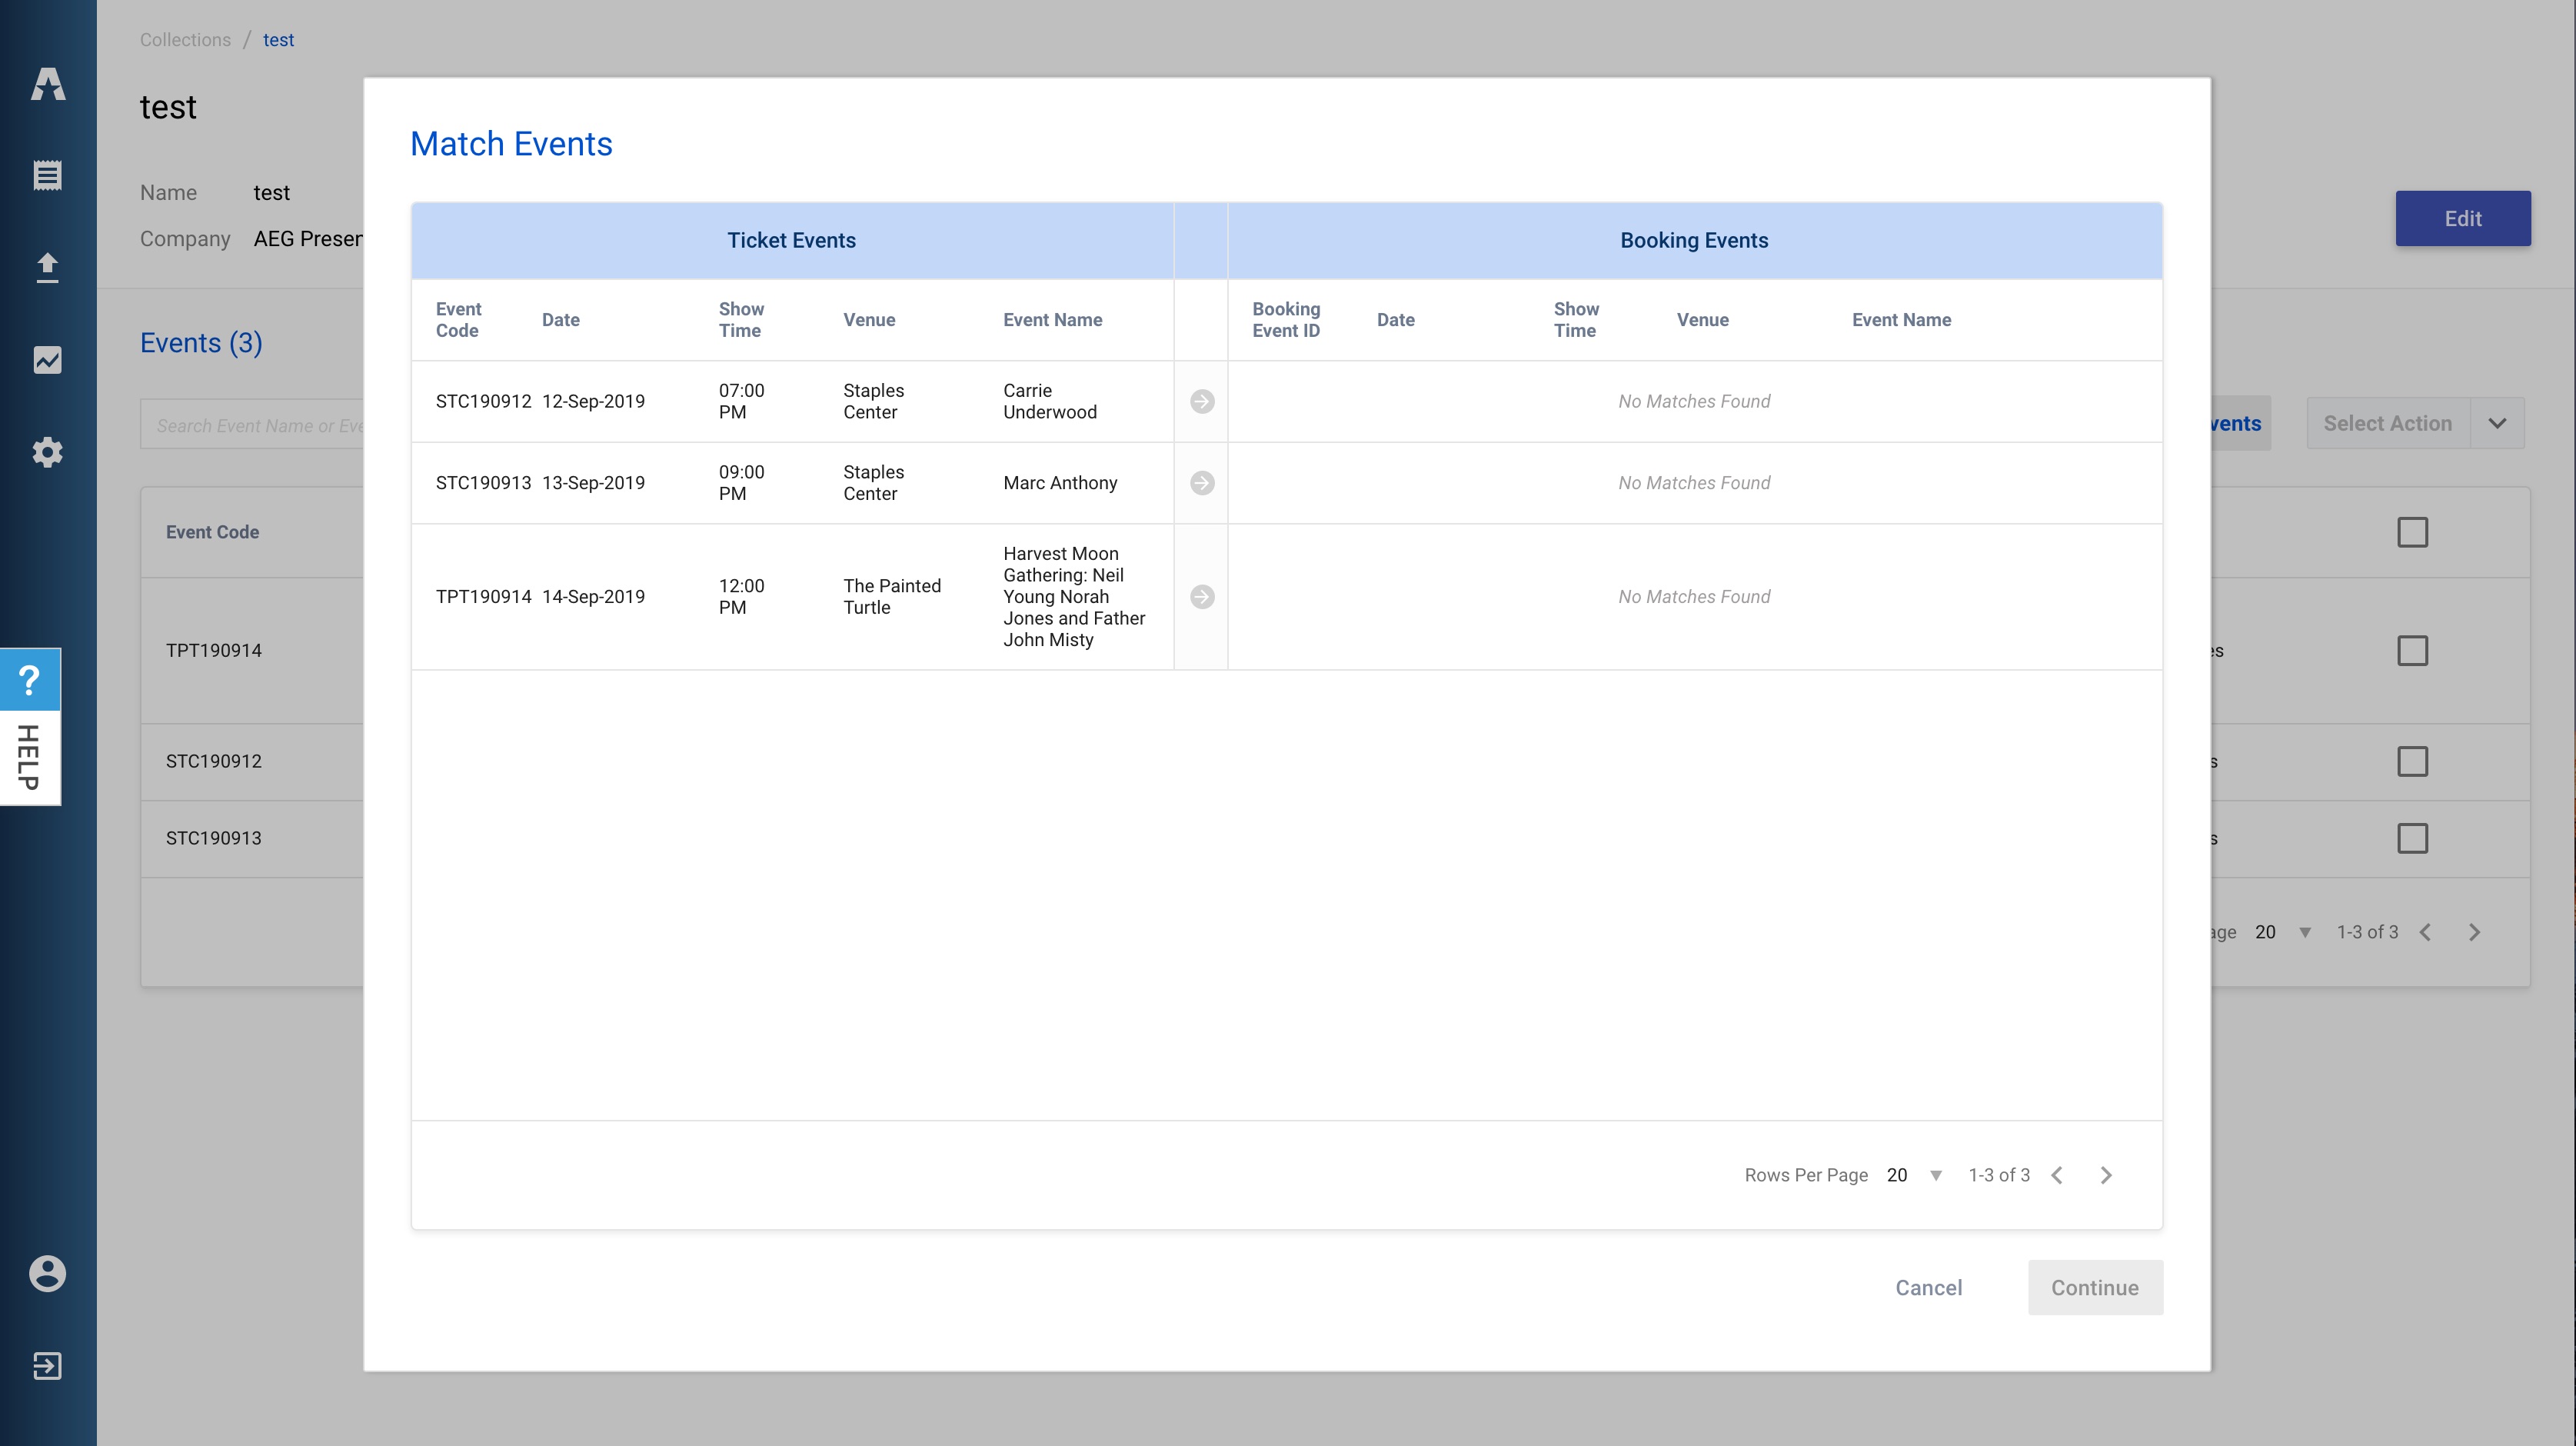 Collections / test
test
Name test
Company AEG Presen
Edit
Events (3)
Search Event Name or Eve
vents
Select Action
Event Code
TPT190914
es
STC190912
s
STC190913
s
age 20 1-3 of 3
? HELP
Match Events
Ticket Events
Booking Events
Event Code
Date
Show Time
Venue
Event Name
Booking Event ID
Date
Show Time
Venue
Event Name
STC190912 12-Sep-2019 07:00 PM Staples Center Carrie Underwood
No Matches Found
STC190913 13-Sep-2019 09:00 PM Staples Center Marc Anthony
No Matches Found
TPT190914 14-Sep-2019 12:00 PM The Painted Turtle Harvest Moon Gathering: Neil Young Norah Jones and Father John Misty
No Matches Found
Rows Per Page 20 1-3 of 3
Cancel
Continue